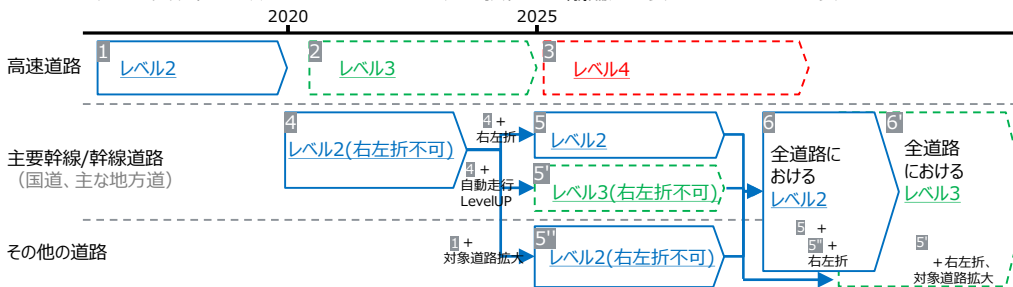 2020
2025
高速道路
1
レベル2
2
レベル3
3
レベル4
主要幹線/幹線道路
(国道、主な地方道)
4
レベル2(右左折不可)
4 +
右左折
4 +
自動走行
LevelUP
5
レベル2
5'
レベル3(右左折不可)
6
全道路に
おける
レベル2
6'
全道路
における
レベル3
その他の道路
1 +
対象道路拡大
5''
レベル2(右左折不可)
5 +
5'' +
右左折
5'
+右左折、
対象道路拡大